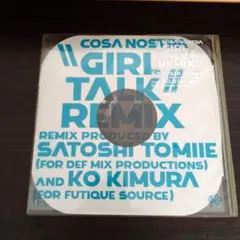 COSA NOSTRA
"GIRL
TALK"
REMIX
REMIX PRODUCED BY
SATOSHI TOMIIE
(FOR DEF MIX PRODUCTIONS)
AND KO KIMURA
(FOR FUTIQUE SOURCE)